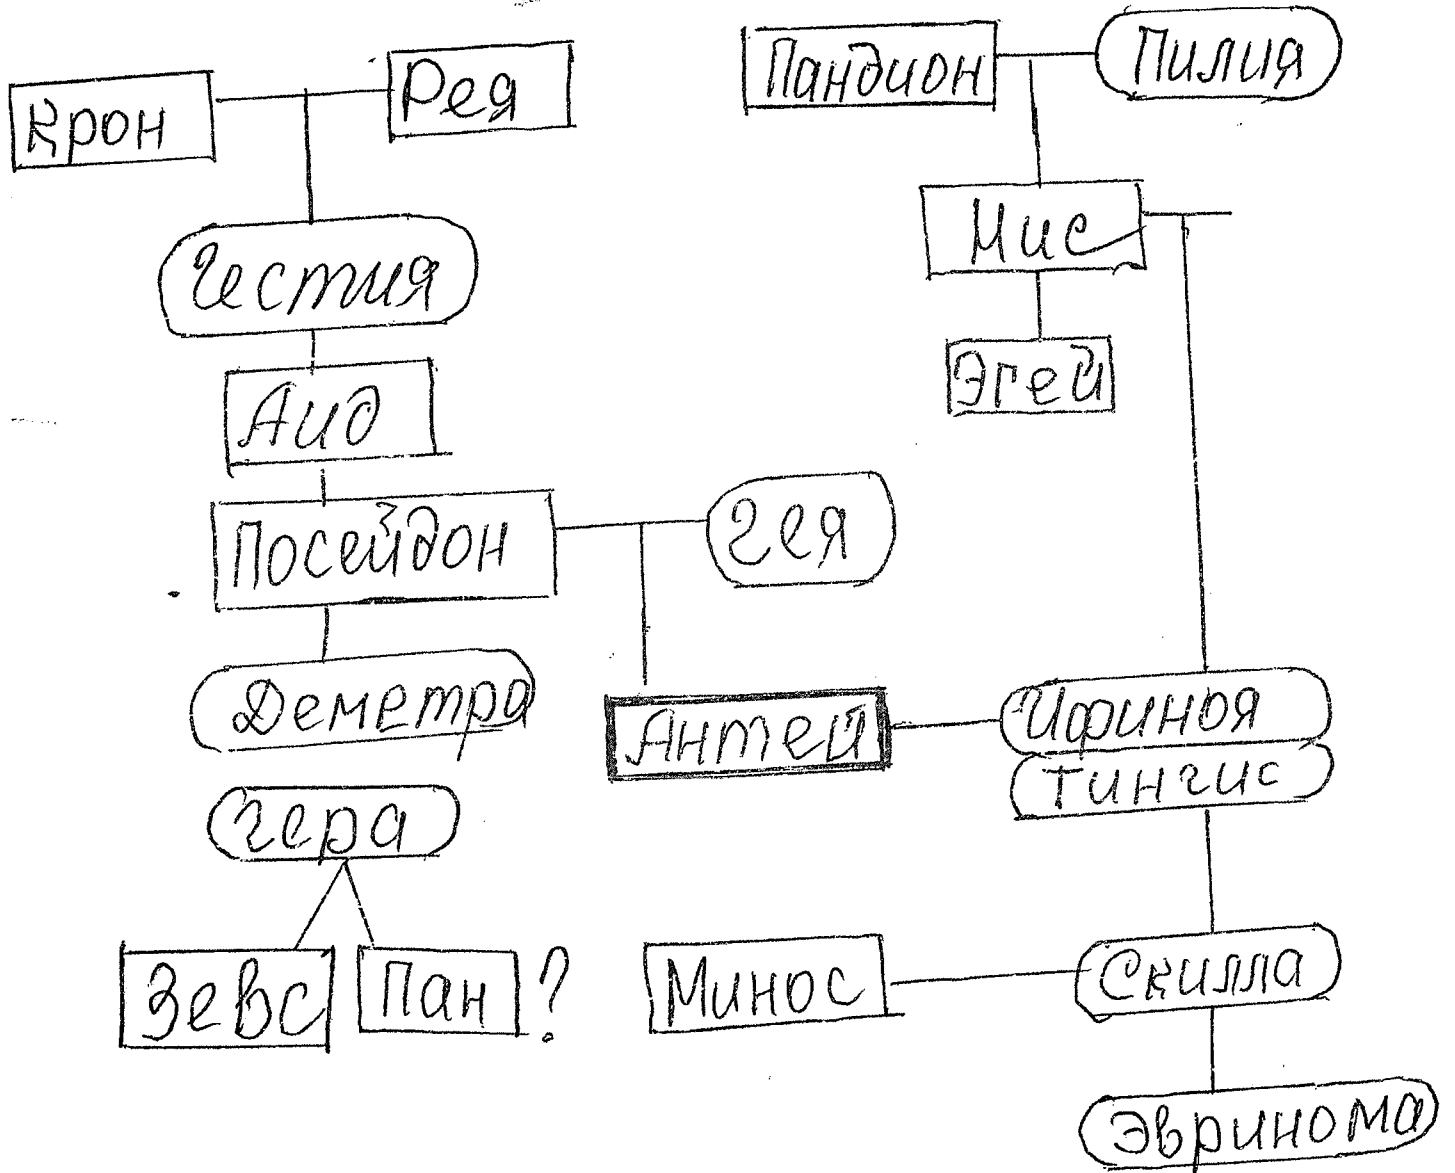 Крон
Рея
Пандион
Пилия
Гестия
Нис
Аид
Эгей
Посейдон
Гея
Деметра
Антей
Ифиноя
Тингис
Гера
Зевс
Пан ?
Минос
Скилла
Эвринома